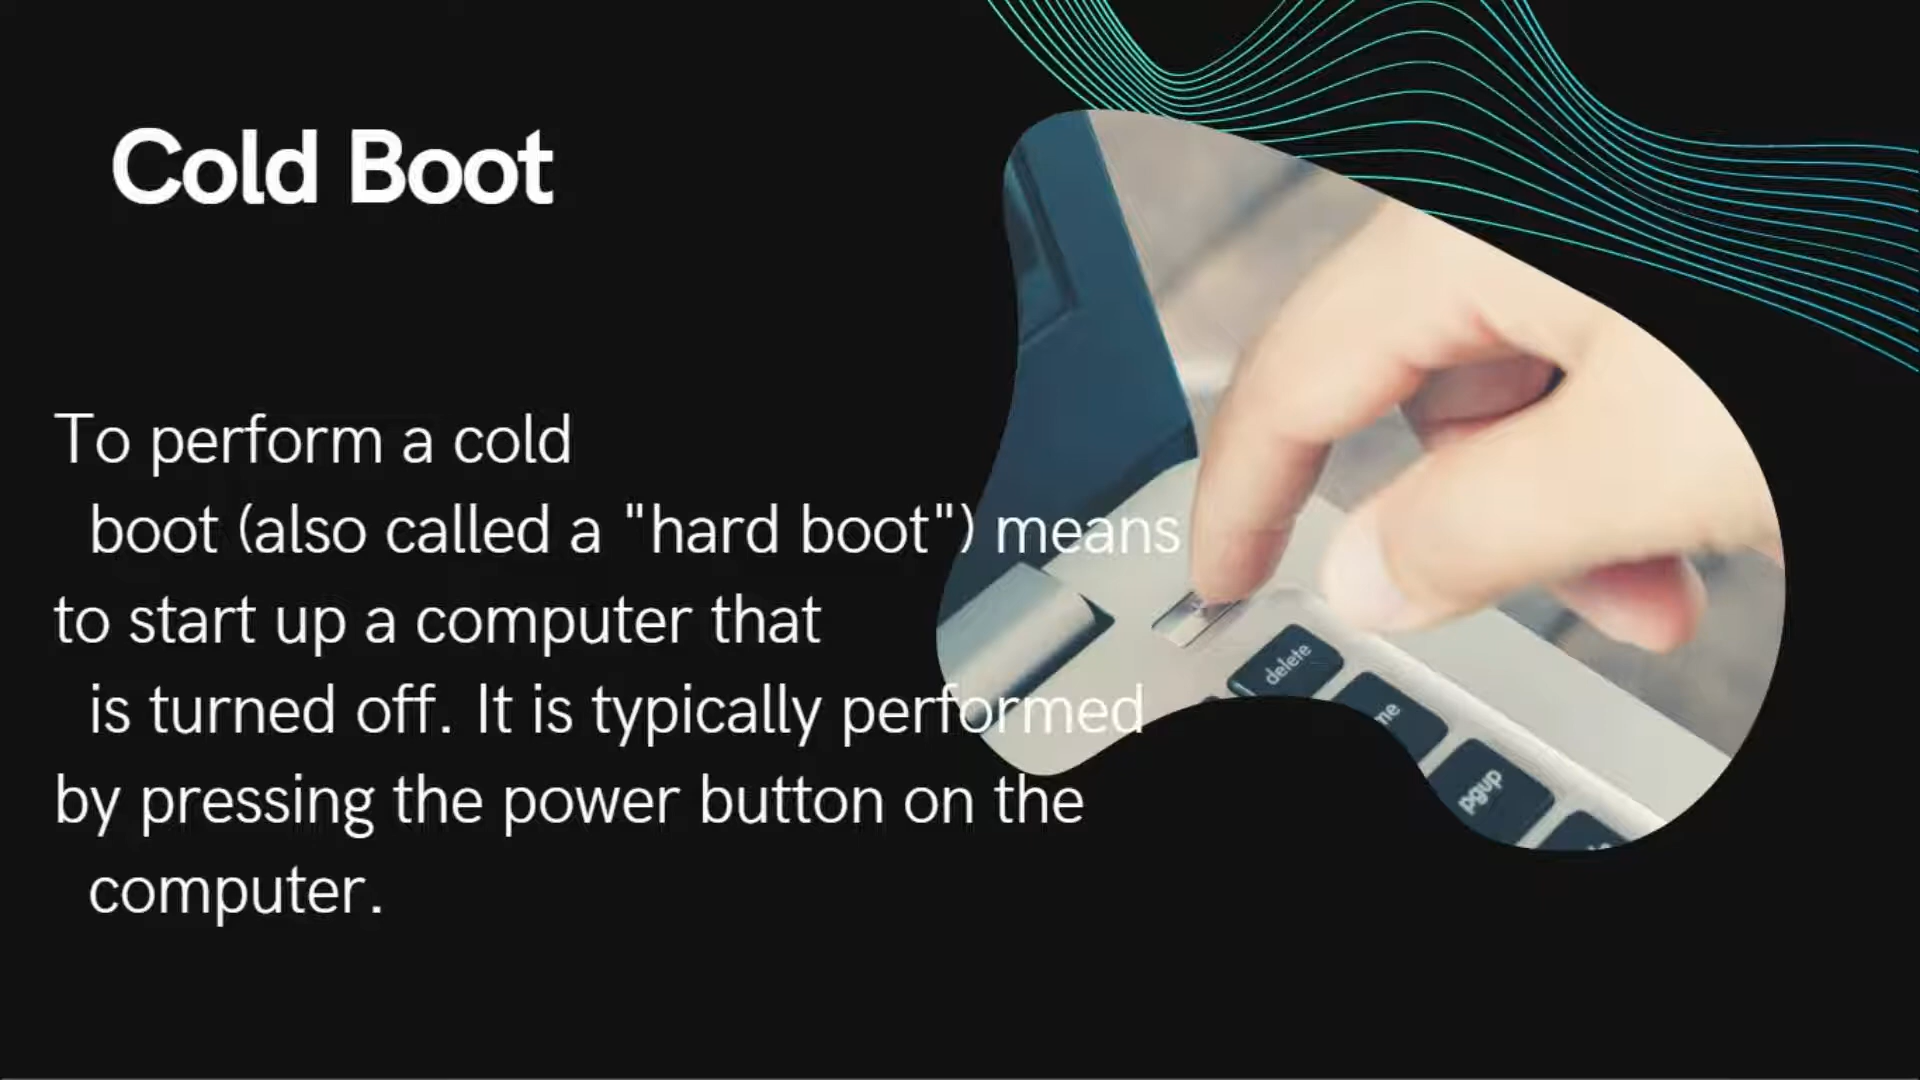 Cold Boot
To perform a cold
boot (also called a "hard boot") means
to start up a computer that
is turned off. It is typically performed
by pressing the power button on the
computer.
delete
me
pgup